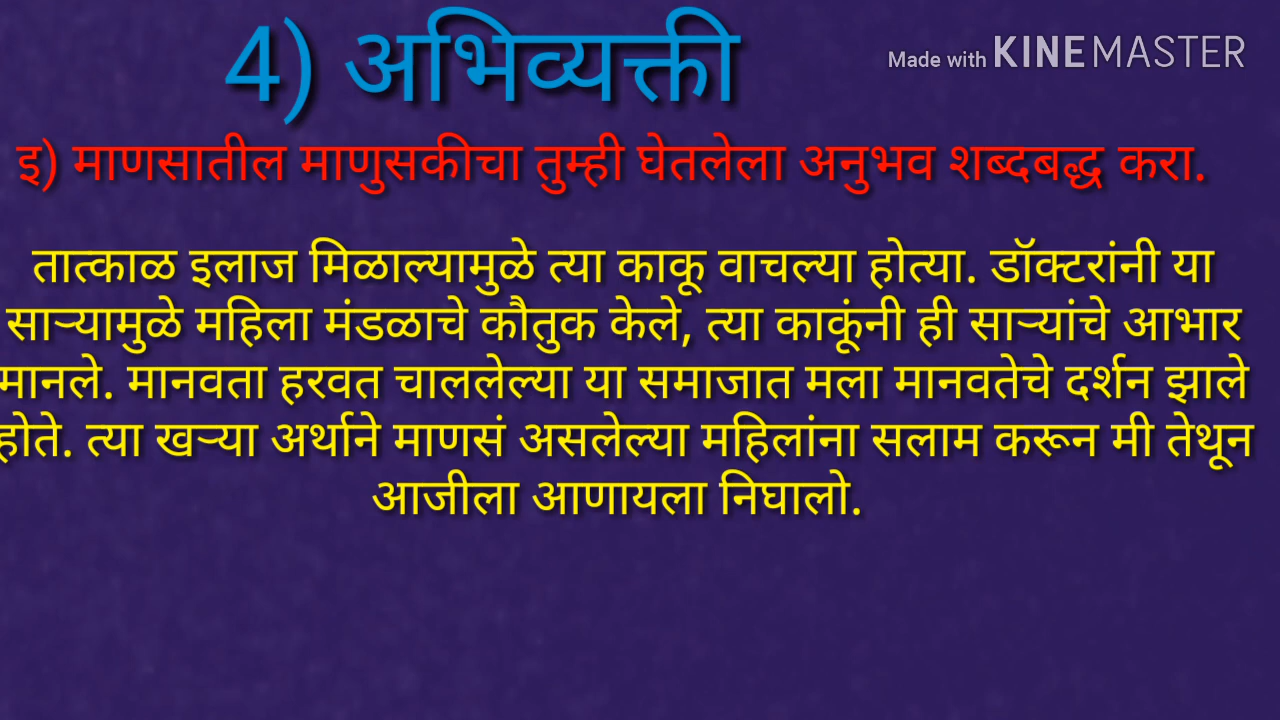 4) अभिव्यक्ती
Made with KINEMASTER
इ) माणसातील माणुसकीचा तुम्ही घेतलेला अनुभव शब्दबद्ध करा.
तात्काळ इलाज मिळाल्यामुळे त्या काकू वाचल्या होत्या. डॉक्टरांनी या
साऱ्यामुळे महिला मंडळाचे कौतुक केले, त्या काकूंनी ही साऱ्यांचे आभार
मानले. मानवता हरवत चाललेल्या या समाजात मला मानवतेचे दर्शन झाले
होते. त्या खऱ्या अर्थाने माणसं असलेल्या महिलांना सलाम करून मी तेथून
आजीला आणायला निघालो.